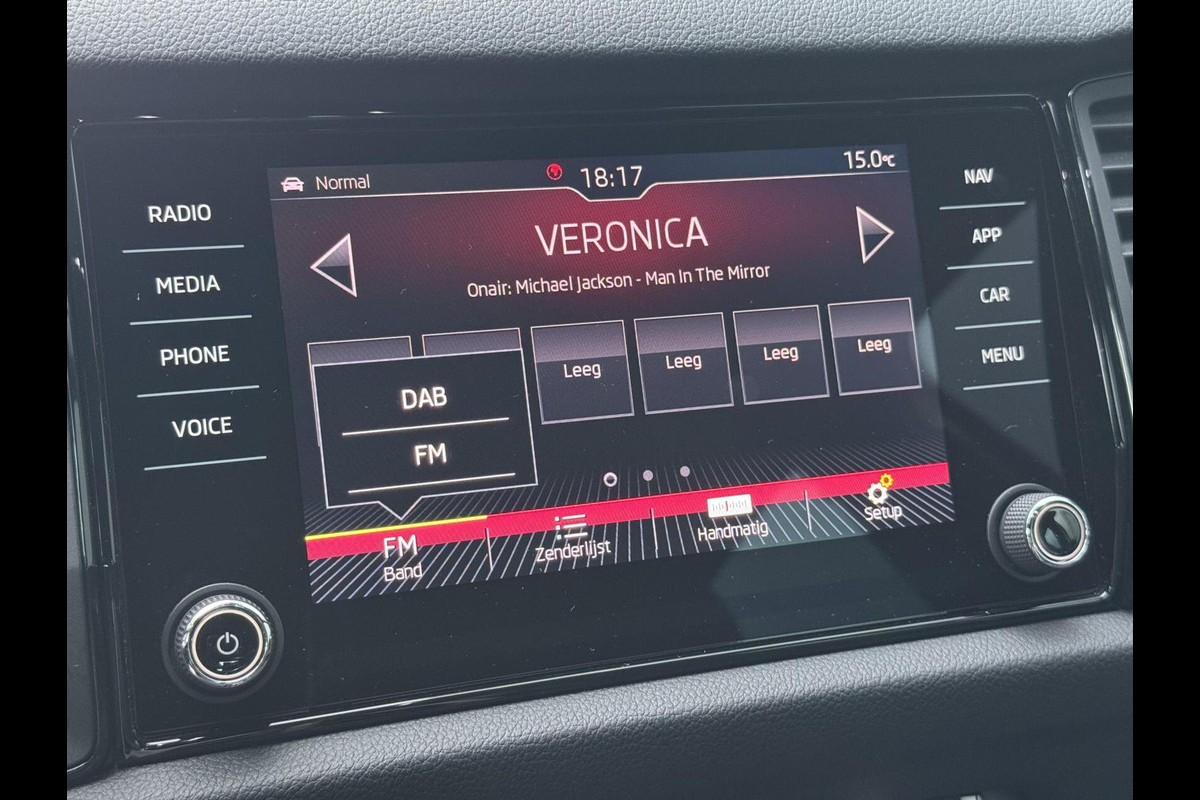 Normal
18:17
15.0°C
RADIO
MEDIA
PHONE
VOICE
VERONICA
Onair: Michael Jackson - Man In The Mirror
Leeg
Leeg
Leeg
Leeg
DAB
FM
FM
Band
Zenderlijst
Handmatig
Setup
NAV
APP
CAR
MENU